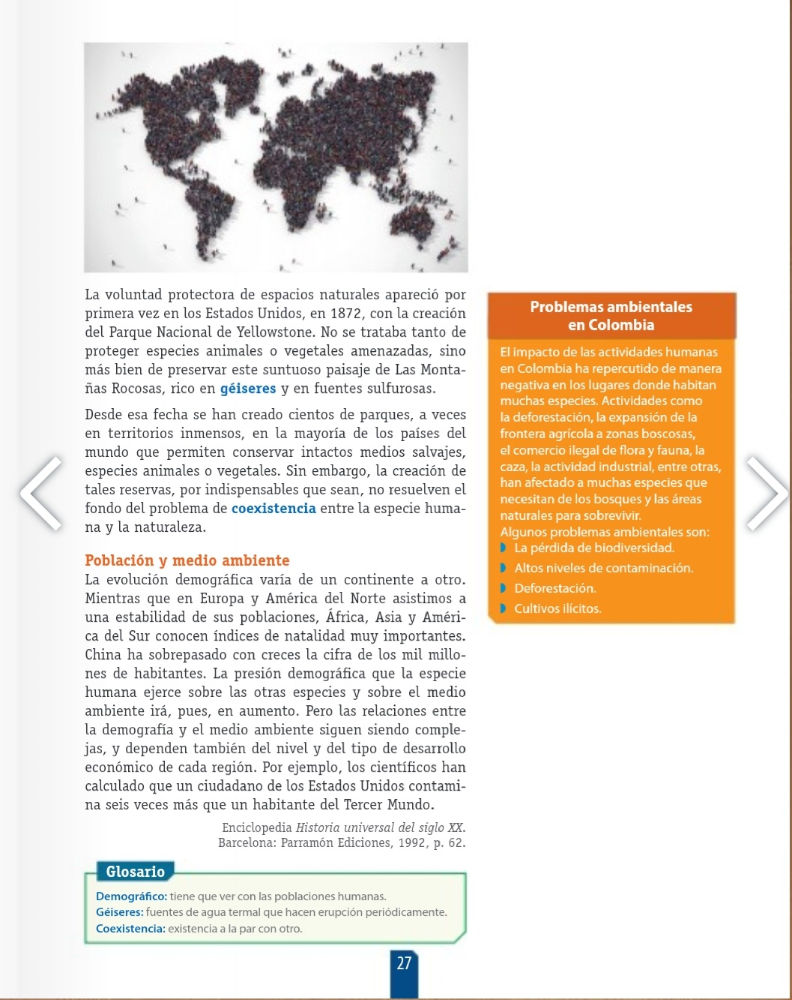 La voluntad protectora de espacios naturales apareció por
primera vez en los Estados Unidos, en 1872, con la creación
del Parque Nacional de Yellowstone. No se trataba tanto de
proteger especies animales o vegetales amenazadas, sino
más bien de preservar este suntuoso paisaje de Las Monta-
ñas Rocosas, rico en géiseres y en fuentes sulfurosas.
Desde esa fecha se han creado cientos de parques, a veces
en territorios inmensos, en la mayoría de los países del
mundo que permiten conservar intactos medios salvajes,
especies animales o vegetales. Sin embargo, la creación de
tales reservas, por indispensables que sean, no resuelven el
fondo del problema de coexistencia entre la especie huma-
na y la naturaleza.
Población y medio ambiente
La evolución demográfica varía de un continente a otro.
Mientras que en Europa y América del Norte asistimos a
una estabilidad de sus poblaciones, África, Asia y Améri-
ca del Sur conocen índices de natalidad muy importantes.
China ha sobrepasado con creces la cifra de los mil millo-
nes de habitantes. La presión demográfica que la especie
humana ejerce sobre las otras especies y sobre el medio
ambiente irá, pues, en aumento. Pero las relaciones entre
la demografía y el medio ambiente siguen siendo comple-
jas, y dependen también del nivel y del tipo de desarrollo
económico de cada región. Por ejemplo, los científicos han
calculado que un ciudadano de los Estados Unidos contami-
na seis veces más que un habitante del Tercer Mundo.
Enciclopedia Historia universal del siglo XX.
Barcelona: Parramón Ediciones, 1992, p. 62.
Glosario
Demográfico: tiene que ver con las poblaciones humanas.
Géiseres: fuentes de agua termal que hacen erupción periódicamente.
Coexistencia: existencia a la par con otro.
Problemas ambientales
en Colombia
El impacto de las actividades humanas
en Colombia ha repercutido de manera
negativa en los lugares donde habitan
muchas especies. Actividades como
la deforestación, la expansión de la
frontera agrícola a zonas boscosas,
el comercio ilegal de flora y fauna, la
caza, la actividad industrial, entre otras,
han afectado a muchas especies que
necesitan de los bosques y las áreas
naturales para sobrevivir.
Algunos problemas ambientales son:
La pérdida de biodiversidad.
Altos niveles de contaminación.
Deforestación.
Cultivos ilícitos.
27